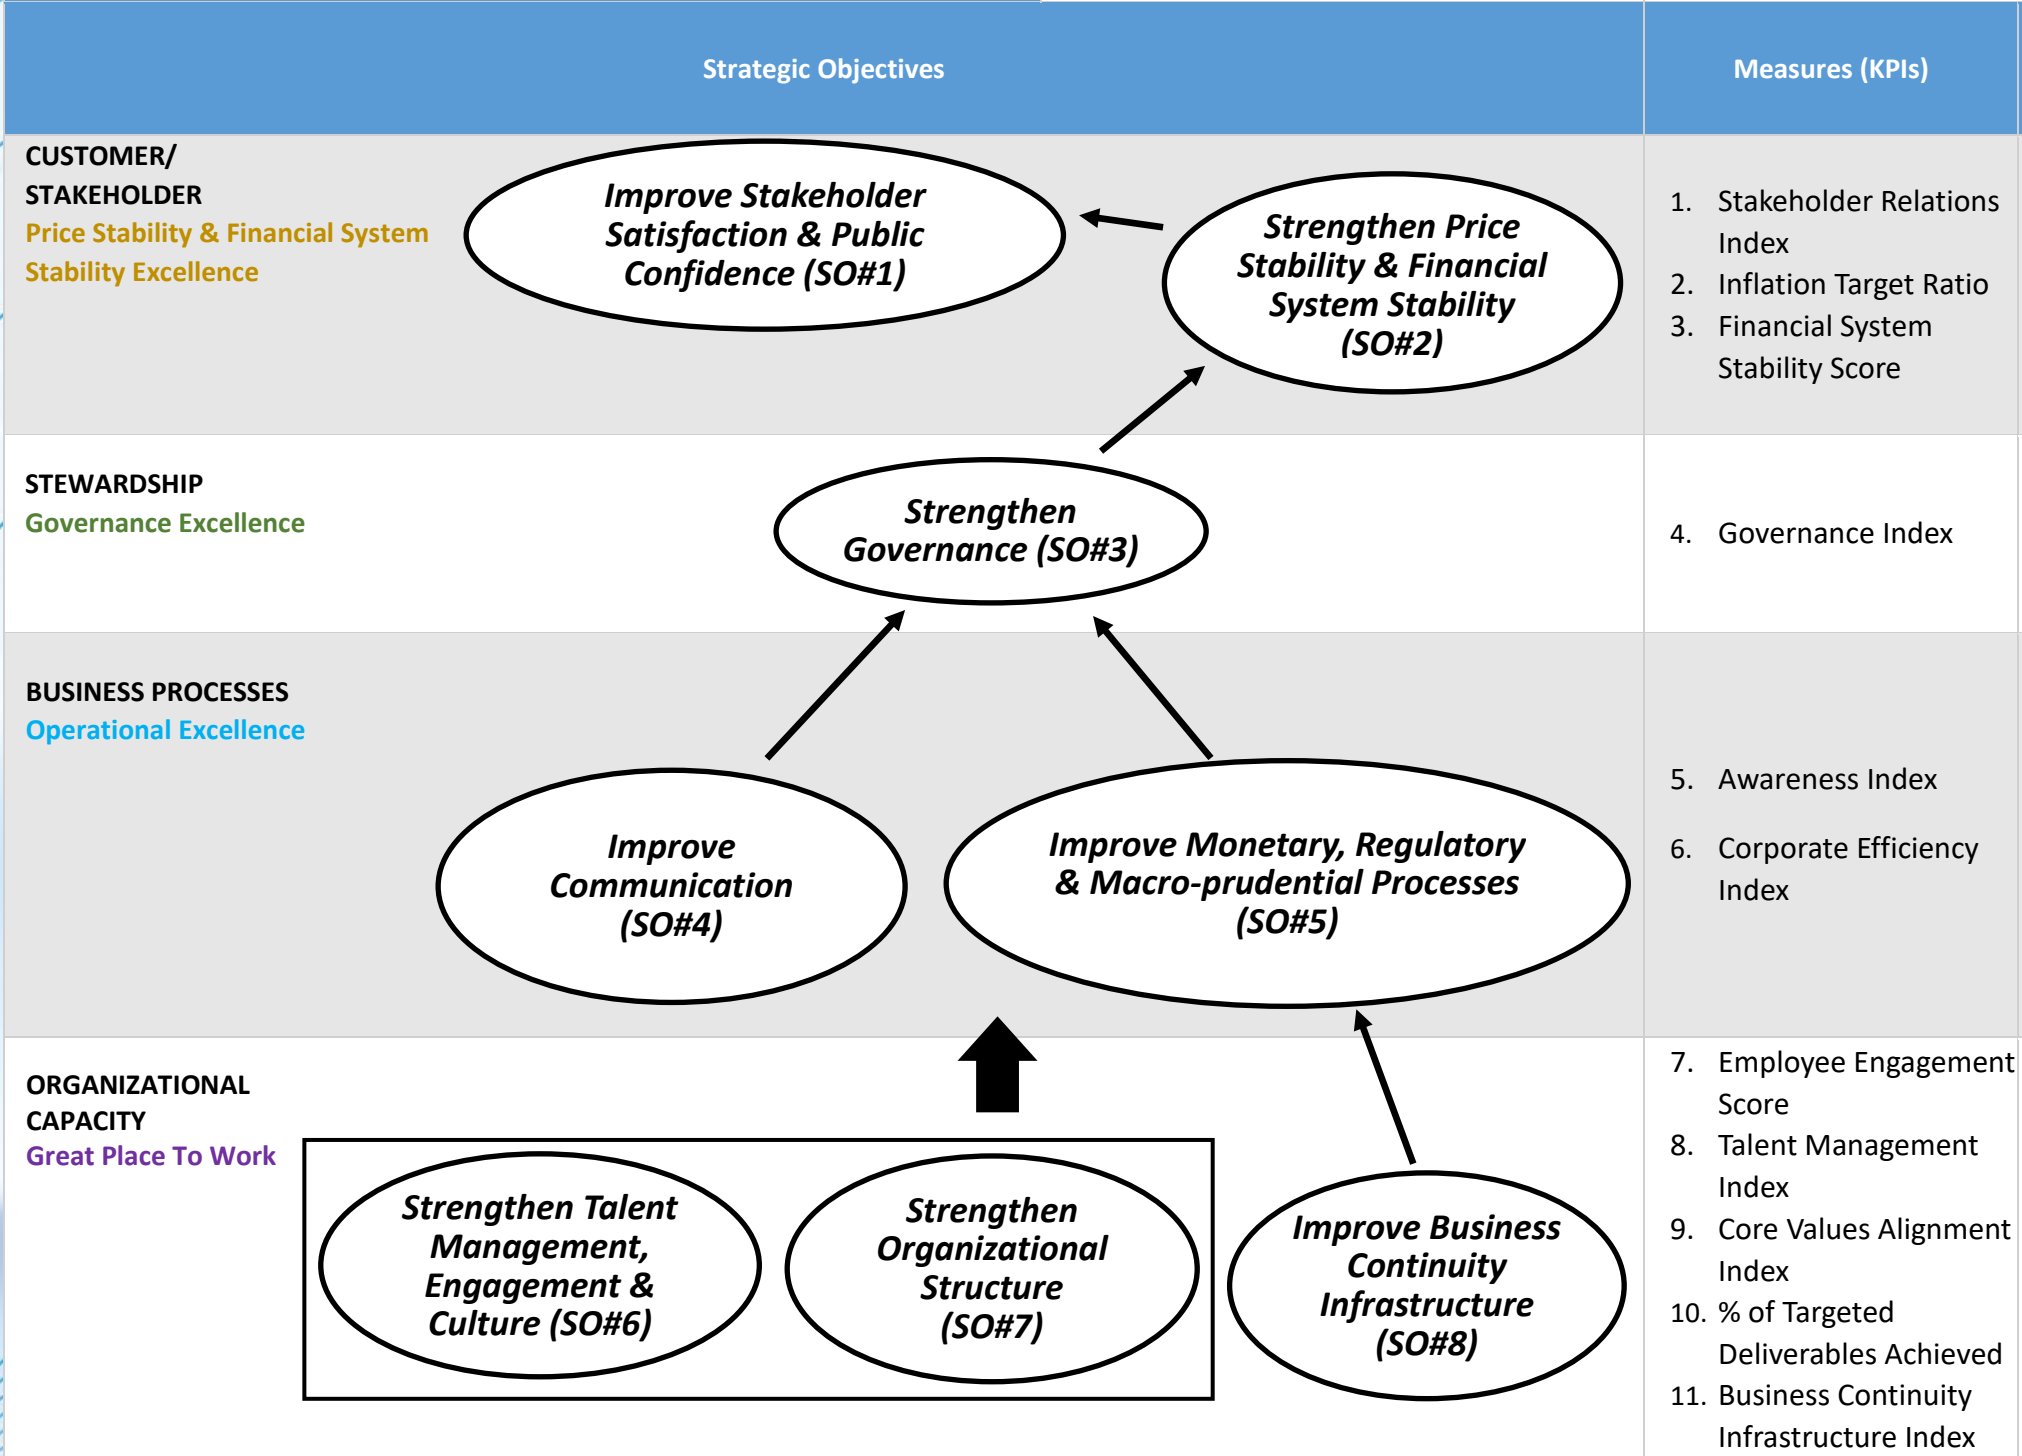 Strategic Objectives
Measures (KPIs)
CUSTOMER/
STAKEHOLDER
Price Stability & Financial System
Stability Excellence
Improve Stakeholder
Satisfaction & Public
Confidence (SO#1)
Strengthen Price
Stability & Financial
System Stability
(SO#2)
1. Stakeholder Relations
Index
2. Inflation Target Ratio
3. Financial System
Stability Score
STEWARDSHIP
Governance Excellence
Strengthen
Governance (SO#3)
4. Governance Index
BUSINESS PROCESSES
Operational Excellence
Improve
Communication
(SO#4)
Improve Monetary, Regulatory
& Macro-prudential Processes
(SO#5)
5. Awareness Index
6. Corporate Efficiency
Index
ORGANIZATIONAL
CAPACITY
Great Place To Work
Strengthen Talent
Management,
Engagement &
Culture (SO#6)
Strengthen
Organizational
Structure
(SO#7)
Improve Business
Continuity
Infrastructure
(SO#8)
7. Employee Engagement
Score
8. Talent Management
Index
9. Core Values Alignment
Index
10. % of Targeted
Deliverables Achieved
11. Business Continuity
Infrastructure Index